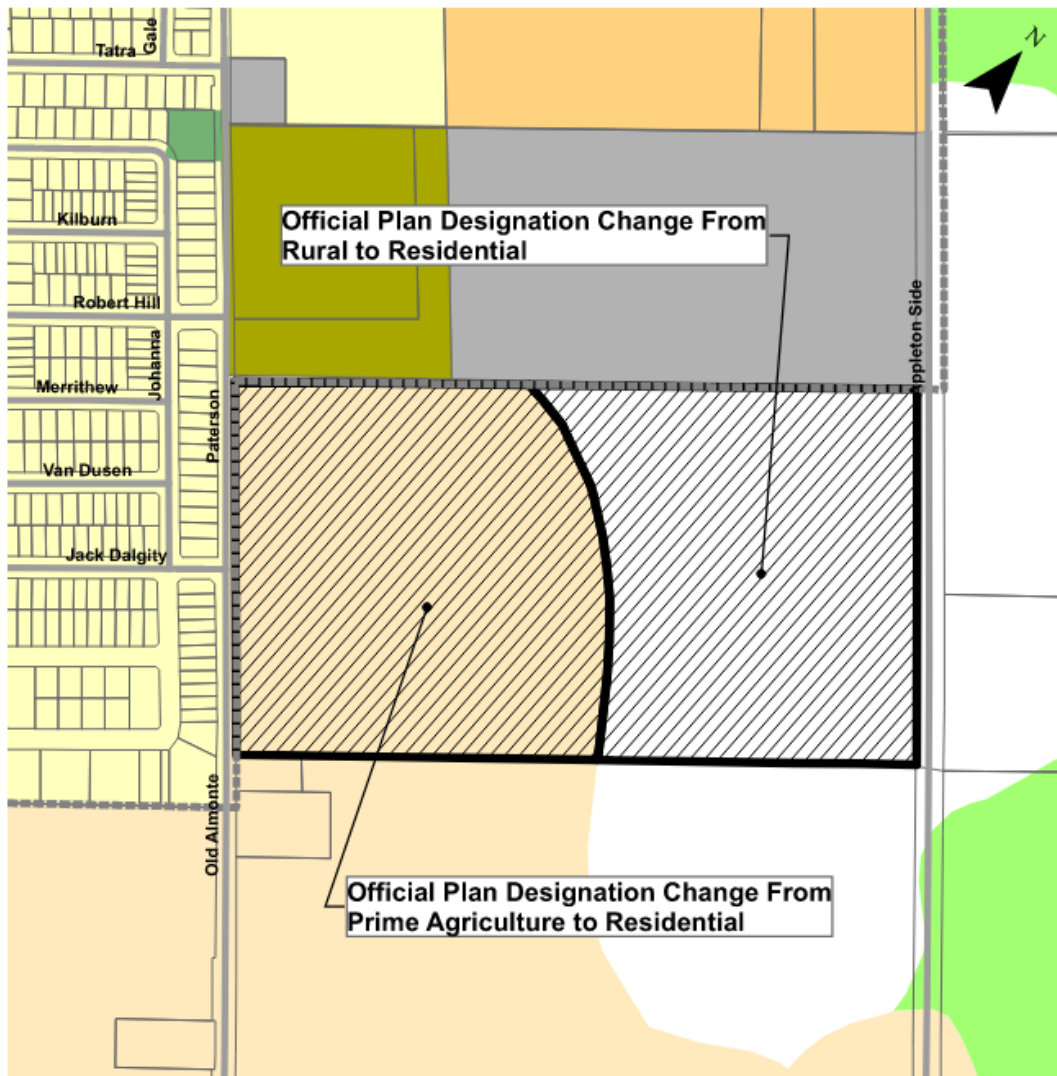 N
Gale
Tatra
Kilburn
Official Plan Designation Change From
Rural to Residential
Robert Hill
Johanna
Appleton Side
Merrithew
Paterson
Van Dusen
Jack Dalgity
Old Almonte
Official Plan Designation Change From
Prime Agriculture to Residential